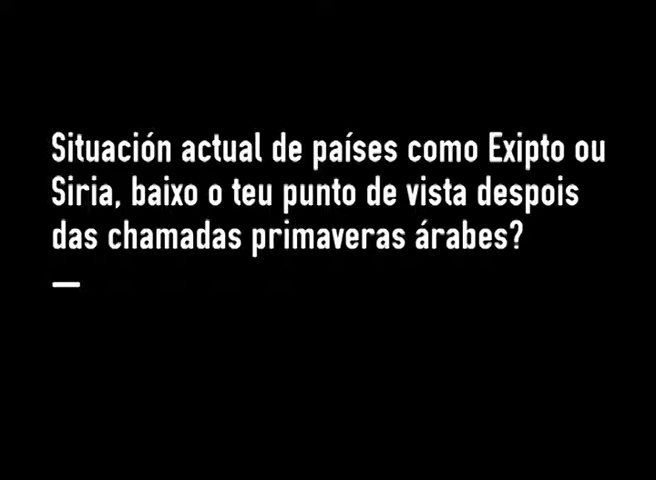 Situación actual de países como Exipto ou
Siria, baixo o teu punto de vista despois
das chamadas primaveras árabes?